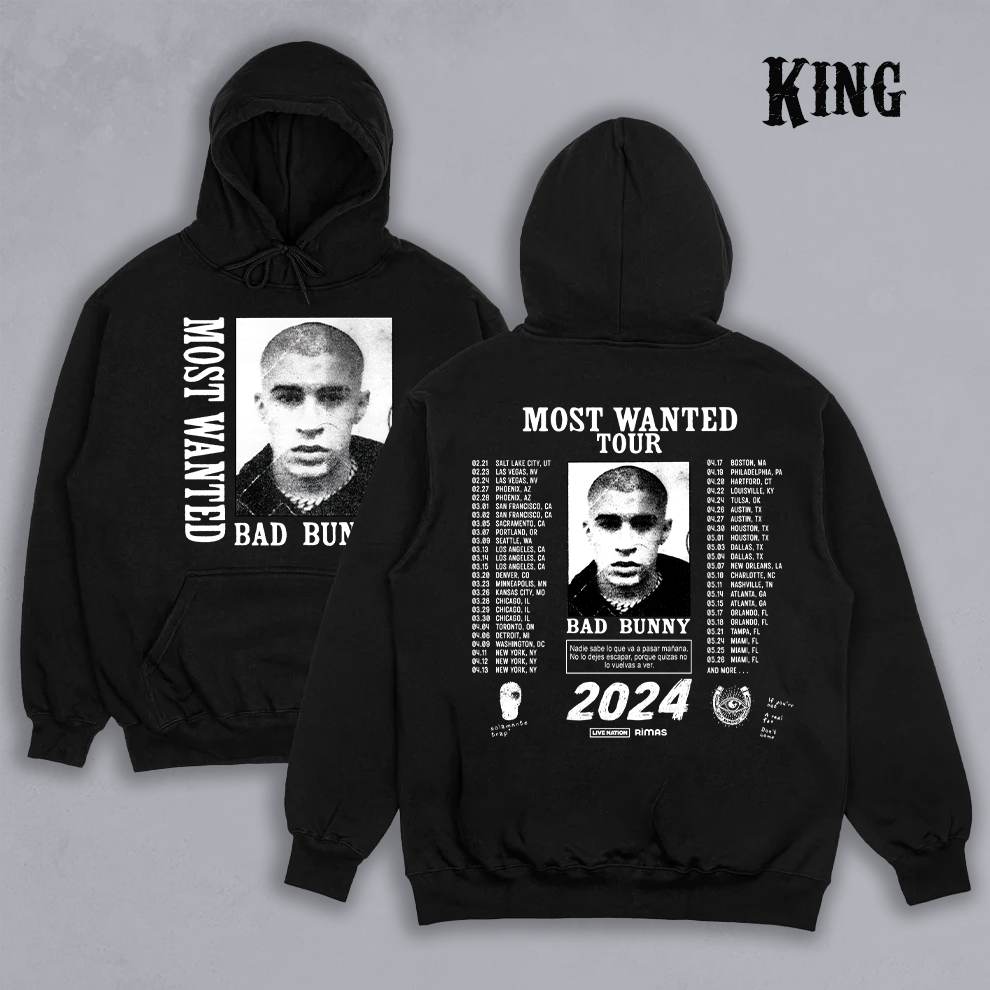 KING
MOST WANTED
BAD BUN
MOST WANTED
TOUR
02.21 SALT LAKE CITY, UT
02.23 LAS VEGAS, NV
02.24 LAS VEGAS, NV
02.27 PHOENIX, AZ
02.28 PHOENIX, AZ
03.01 SAN FRANCISCO, CA
03.02 SAN FRANCISCO, CA
03.05 SACRAMENTO, CA
03.07 PORTLAND, OR
03.09 SEATTLE, WA
03.13 LOS ANGELES, CA
03.14 LOS ANGELES, CA
03.15 LOS ANGELES, CA
03.20 DENVER, CO
03.23 MINNEAPOLIS, MN
03.26 KANSAS CITY, MO
03.28 CHICAGO, IL
03.29 CHICAGO, IL
03.30 CHICAGO, IL
04.04 TORONTO, ON
04.06 DETROIT, MI
04.09 WASHINGTON, DC
04.11 NEW YORK, NY
04.12 NEW YORK, NY
04.13 NEW YORK, NY
04.17 BOSTON, MA
04.19 PHILADELPHIA, PA
04.20 HARTFORD, CT
04.22 LOUISVILLE, KY
04.24 TULSA, OK
04.26 AUSTIN, TX
04.27 AUSTIN, TX
04.30 HOUSTON, TX
05.01 HOUSTON, TX
05.03 DALLAS, TX
05.04 DALLAS, TX
05.07 NEW ORLEANS, LA
05.10 CHARLOTTE, NC
05.11 NASHVILLE, TN
05.14 ATLANTA, GA
05.15 ATLANTA, GA
05.17 ORLANDO, FL
05.18 ORLANDO, FL
05.21 TAMPA, FL
05.24 MIAMI, FL
05.25 MIAMI, FL
05.26 MIAMI, FL
AND MORE . . .
BAD BUNNY
Nadie sabe lo que va a pasar mañana.
No lo dejes escapar, porque quizas no
lo vuelvas a ver.
2024
solamente
trap
If you're
not
A real
fan
Don't
come
LIVE NATION RIMAS